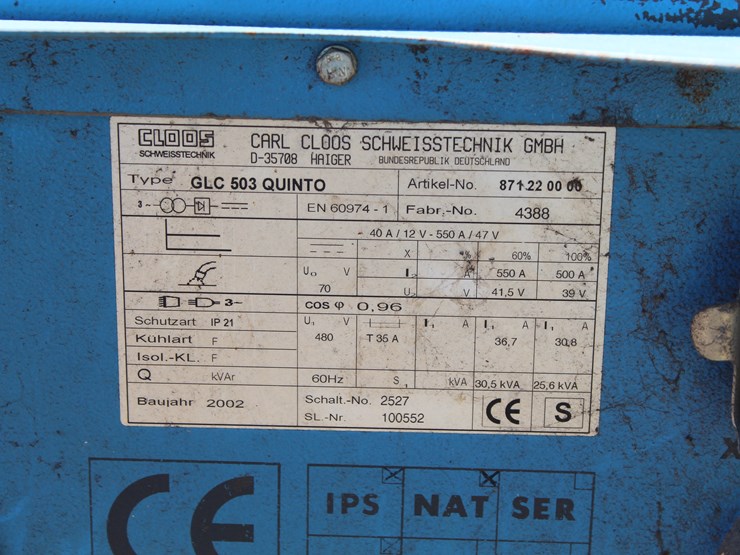 CLOOS
SCHWEISSTECHNIK
CARL CLOOS SCHWEISSTECHNIK GMBH
D-35708 HAIGER BUNDESREPUBLIK DEUTSCHLAND
Type GLC 503 QUINTO Artikel-No. 871 22 00 00
3~ EN 60974-1 Fabr.-No. 4388
40 A / 12 V - 550 A / 47 V
X % 60% 100%
U₀ V I₂ A 550 A 500 A
70 U₂ V 41,5 V 39 V
3~ cos φ 0,96
Schutzart IP 21 U₁ V I₁ A I₁ A I₁ A
Kühlart F 480 T 35 A 36,7 30,8
Isol.-KL. F
Q kVAr 60Hz S₁ kVA 30,5 kVA 25,6 kVA
Baujahr 2002 Schalt.-No. 2527
SL.-Nr. 100552
CE S
CE
IPS NAT SER
X